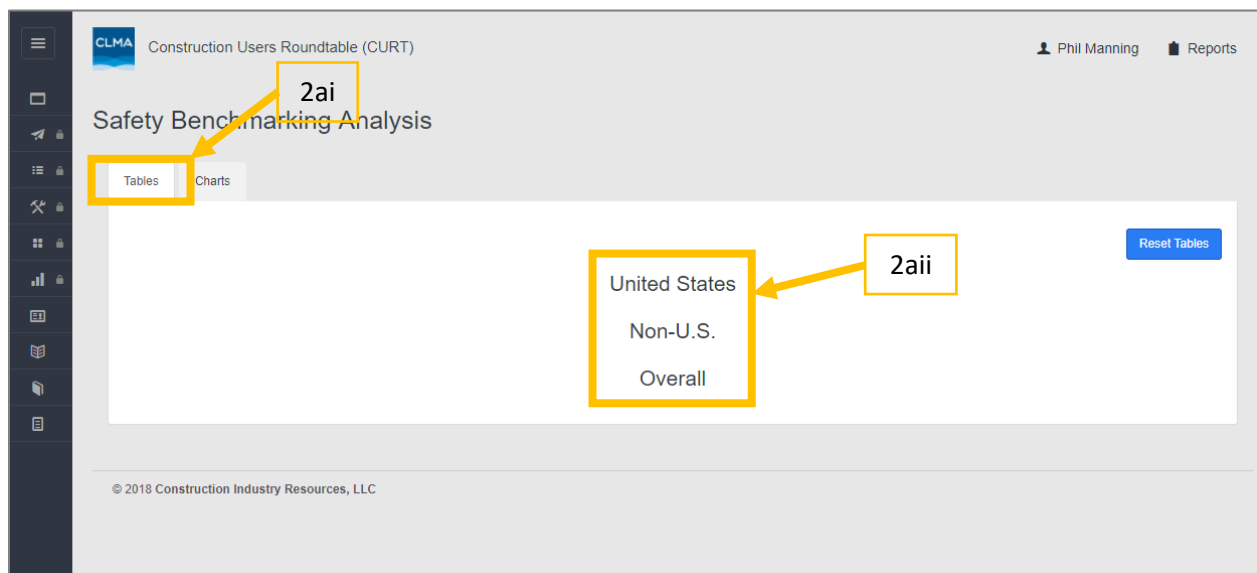 CLMA
Construction Users Roundtable (CURT)
Phil Manning
Reports
2ai
Safety Benchmarking Analysis
Tables
Charts
Reset Tables
2aii
United States
Non-U.S.
Overall
© 2018 Construction Industry Resources, LLC